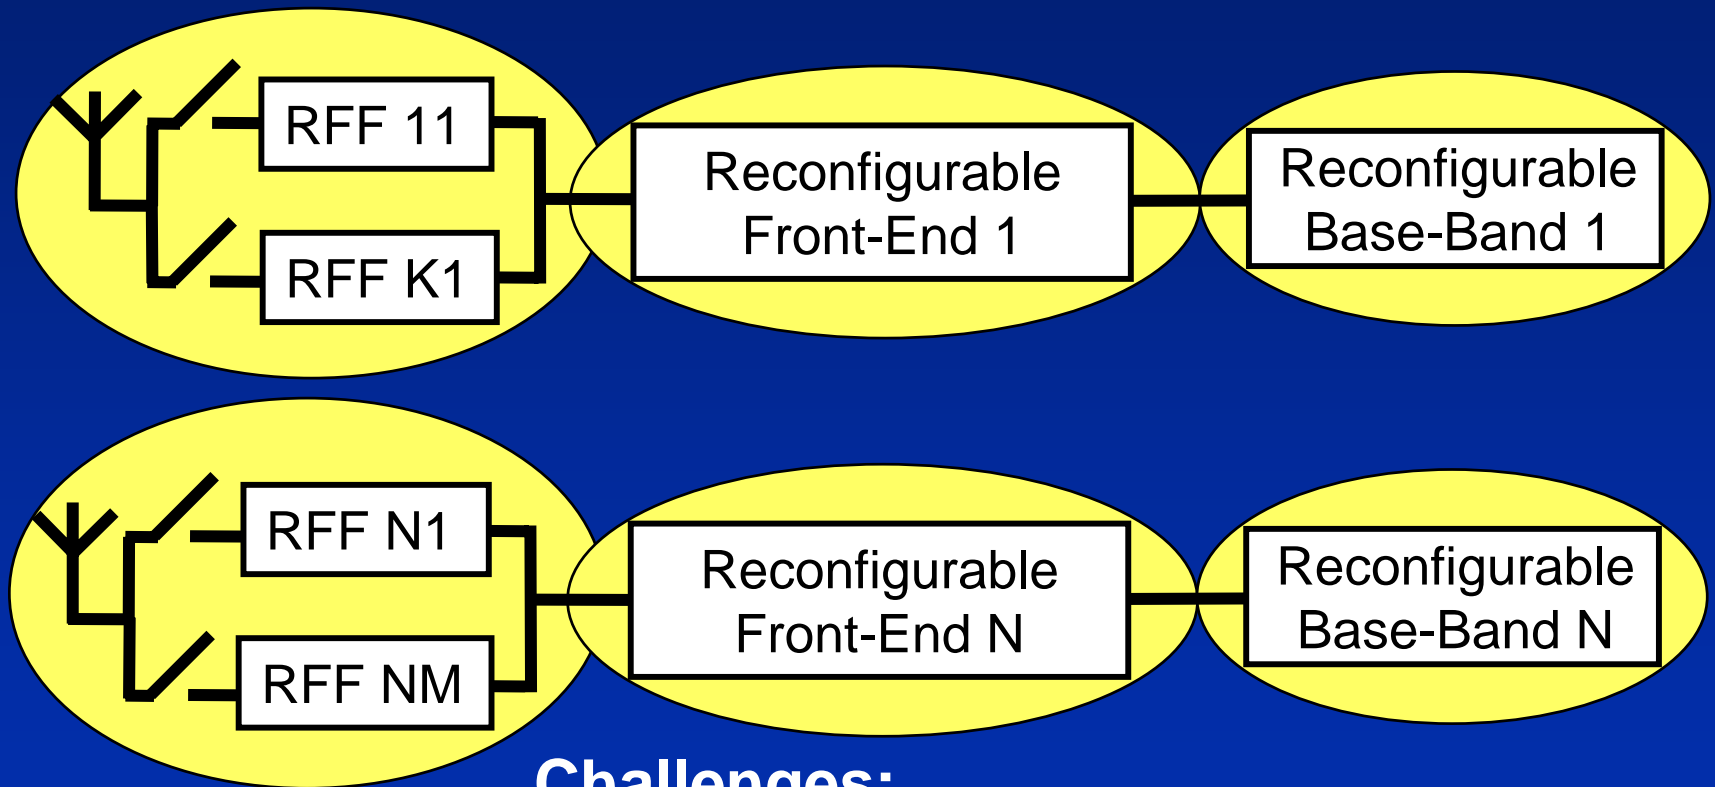 RFF 11
RFF K1
Reconfigurable
Front-End 1
Reconfigurable
Base-Band 1
RFF N1
RFF NM
Reconfigurable
Front-End N
Reconfigurable
Base-Band N
Challenges: